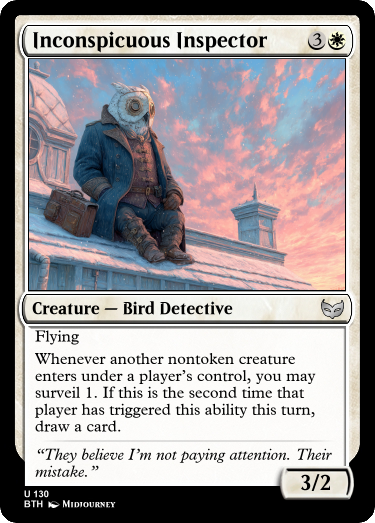 Inconspicuous Inspector 3
Creature — Bird Detective
Flying
Whenever another nontoken creature
enters under a player's control, you may
surveil 1. If this is the second time that
player has triggered this ability this turn,
draw a card.
“They believe I'm not paying attention. Their
mistake.”
3/2
U 130
BTH Midjourney